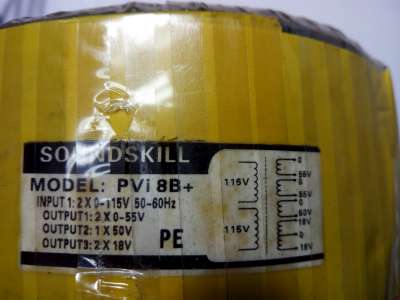 SOUNDSKILL
MODEL: PVi 8B+
INPUT 1: 2 X 0-115V 50-60Hz
OUTPUT1: 2 X 0-55V
OUTPUT2: 1 X 50V
OUTPUT3: 2 X 18V
PE
115V
115V
0
55V
0
55V
0
50V
18V
0
18V